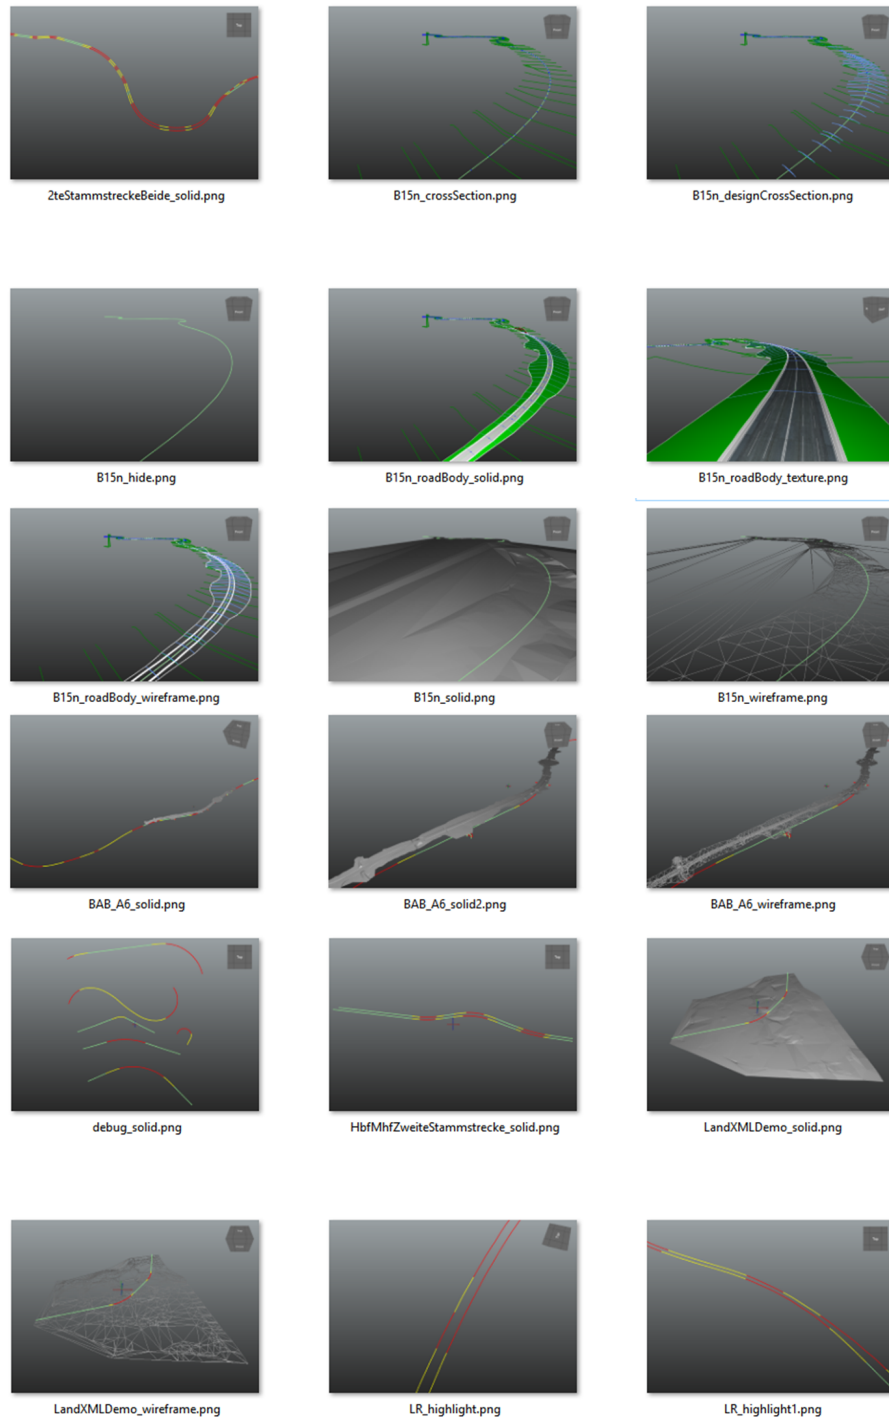 2teStammstreckeBeide_solid.png
B15n_crossSection.png
B15n_designCrossSection.png
B15n_hide.png
B15n_roadBody_solid.png
B15n_roadBody_texture.png
B15n_roadBody_wireframe.png
B15n_solid.png
B15n_wireframe.png
BAB_A6_solid.png
BAB_A6_solid2.png
BAB_A6_wireframe.png
debug_solid.png
HbfMhfZweiteStammstrecke_solid.png
LandXMLDemo_solid.png
LandXMLDemo_wireframe.png
LR_highlight.png
LR_highlight1.png